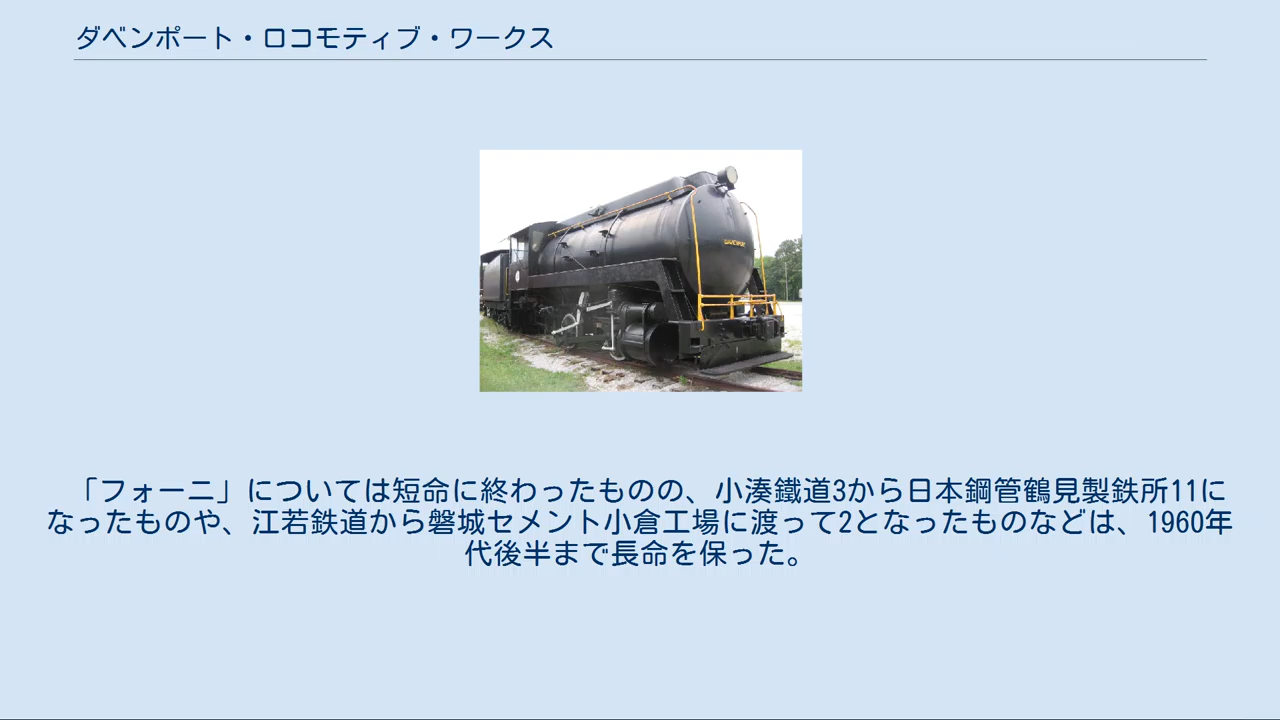 ダベンポート・ロコモティブ・ワークス
「フォーニ」については短命に終わったものの、小湊鐵道3から日本鋼管鶴見製鉄所11に
なったものや、江若鉄道から磐城セメント小倉工場に渡って2となったものなどは、1960年
代後半まで長命を保った。